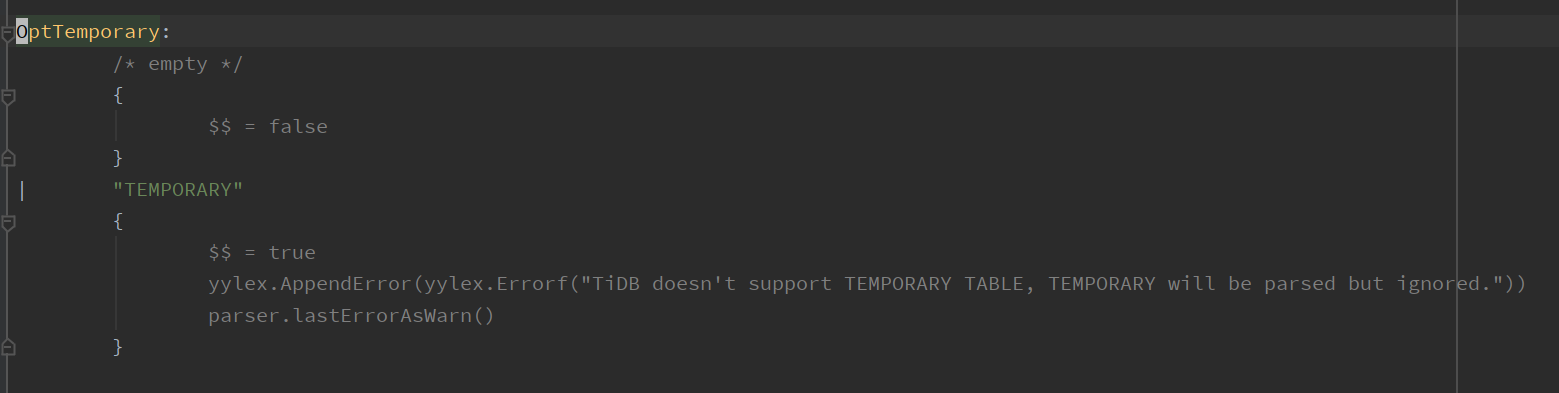 OptTemporary:
/* empty */
{
$$ = false
}
| "TEMPORARY"
{
$$ = true
yylex.AppendError(yylex.Errorf("TiDB doesn't support TEMPORARY TABLE, TEMPORARY will be parsed but ignored."))
parser.lastErrorAsWarn()
}